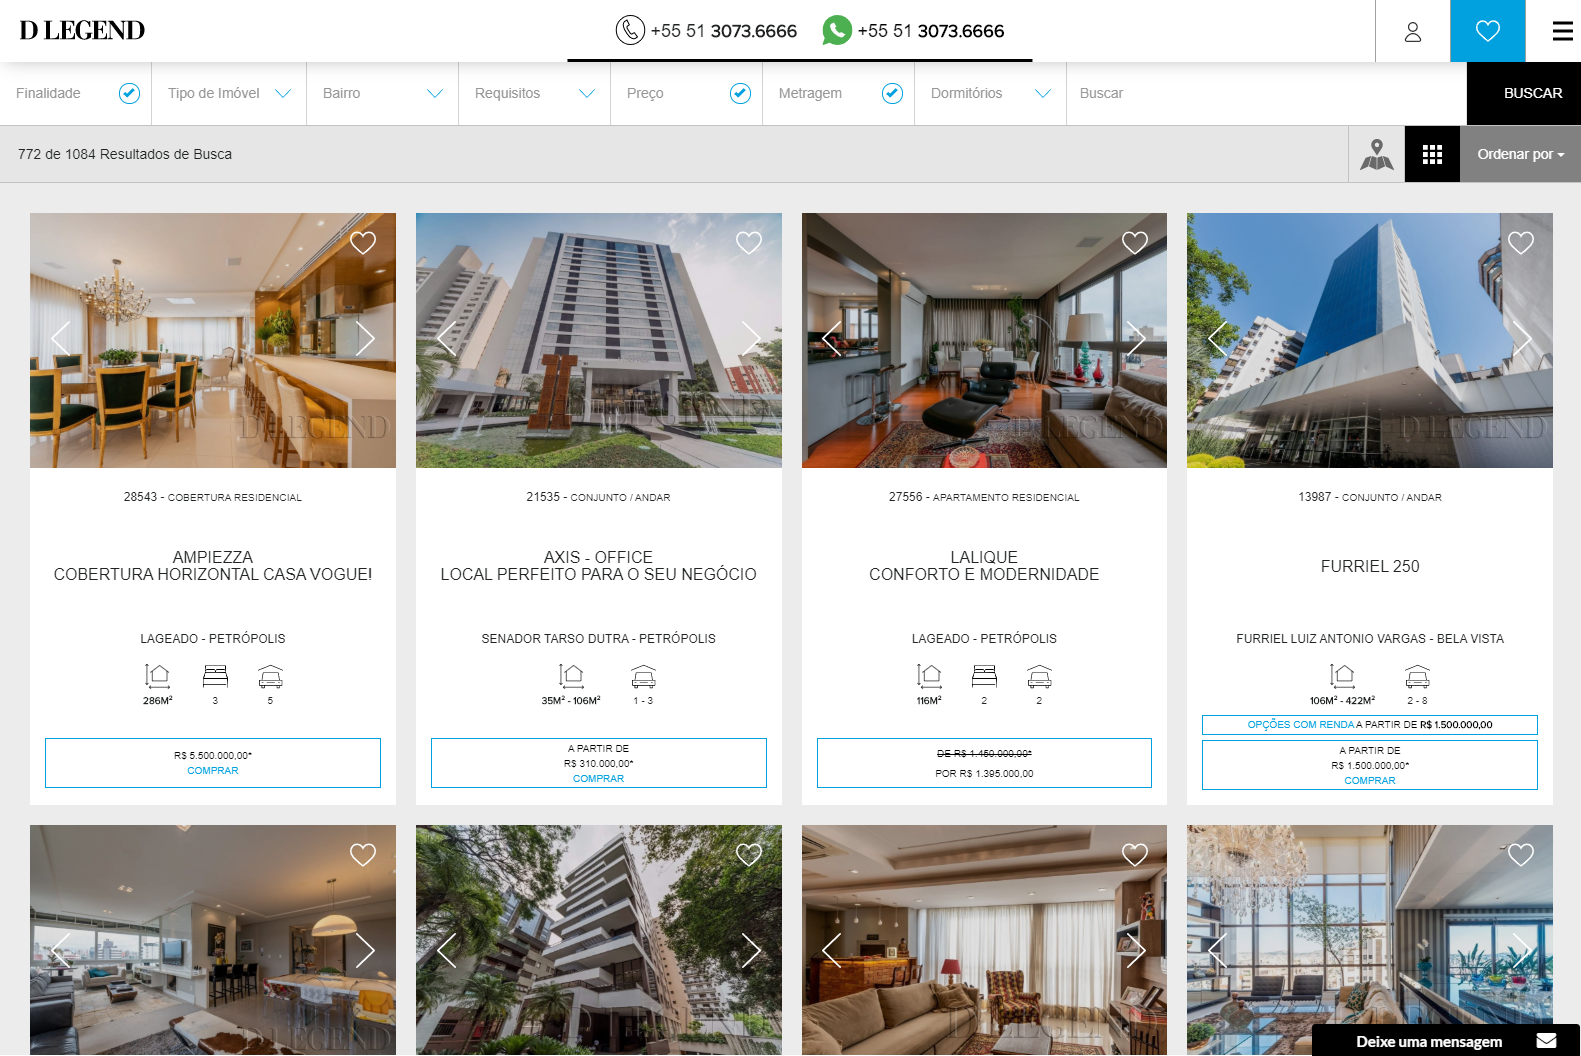 D LEGEND
+55 51 3073.6666
+55 51 3073.6666
Finalidade
Tipo de Imóvel
Bairro
Requisitos
Preço
Metragem
Dormitórios
Buscar
BUSCAR
772 de 1084 Resultados de Busca
Ordenar por
D LEGEND
D LEGEND
D LEGEND
D LEGEND
28543 - COBERTURA RESIDENCIAL
AMPIEZZA
COBERTURA HORIZONTAL CASA VOGUE!
LAGEADO - PETRÓPOLIS
286M²
3
5
R$ 5.500.000,00*
COMPRAR
21535 - CONJUNTO / ANDAR
AXIS - OFFICE
LOCAL PERFEITO PARA O SEU NEGÓCIO
SENADOR TARSO DUTRA - PETRÓPOLIS
35M² - 106M²
1 - 3
A PARTIR DE
R$ 310.000,00*
COMPRAR
27556 - APARTAMENTO RESIDENCIAL
LALIQUE
CONFORTO E MODERNIDADE
LAGEADO - PETRÓPOLIS
116M²
2
2
DE R$ 1.450.000,00*
POR R$ 1.395.000,00
13987 - CONJUNTO / ANDAR
FURRIEL 250
FURRIEL LUIZ ANTONIO VARGAS - BELA VISTA
106M² - 422M²
2 - 8
OPÇÕES COM RENDA A PARTIR DE R$ 1.500.000,00
A PARTIR DE
R$ 1.500.000,00*
COMPRAR
D LEGEND
D LEGEND
D LEGEND
Deixe uma mensagem